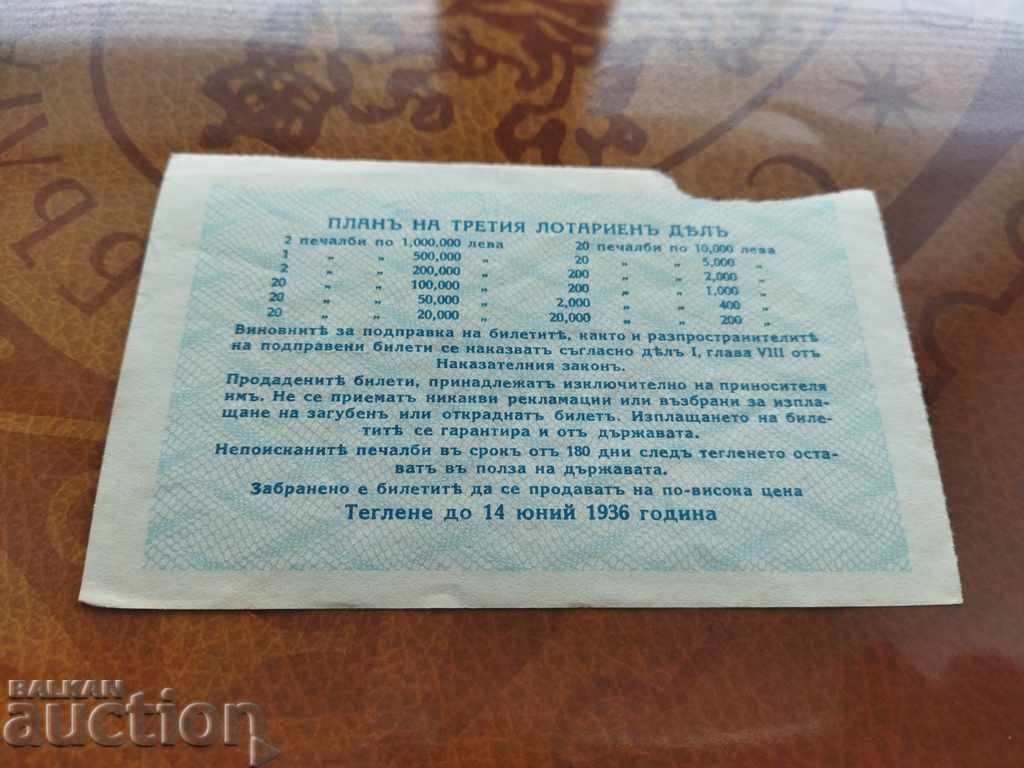 ПЛАНЪ НА ТРЕТИЯ ЛОТАРИЕНЪ ДѢЛЪ
2 печалби по 1,000.000 лева 20 печалби по 10,000 лева
1 „ „ 500,000 „ 20 „ „ 5,000 „
2 „ „ 200,000 „ 200 „ „ 2,000 „
20 „ „ 100,000 „ 200 „ „ 1,000 „
20 „ „ 50,000 „ 2,000 „ „ 400 „
20 „ „ 20,000 „ 20,000 „ „ 200 „
Виновнитѣ за подправка на билетитѣ, както и разпространителитѣ
на подправени билети се наказватъ съгласно дѣлъ I, глава VIII отъ
Наказателния законъ.
Продаденитѣ билети, принадлежатъ изключително на приносителя
имъ. Не се приематъ никакви рекламации или възбрани за изпла-
щане на загубенъ или откраднатъ билетъ. Изплащането на биле-
титѣ се гарантира и отъ държавата.
Непоисканитѣ печалби въ срокъ отъ 180 дни следъ тегленето оста-
ватъ въ полза на държавата.
Забранено е билетитѣ да се продаватъ на по-висока цена
Теглене до 14 юний 1936 година
BALKAN
auction